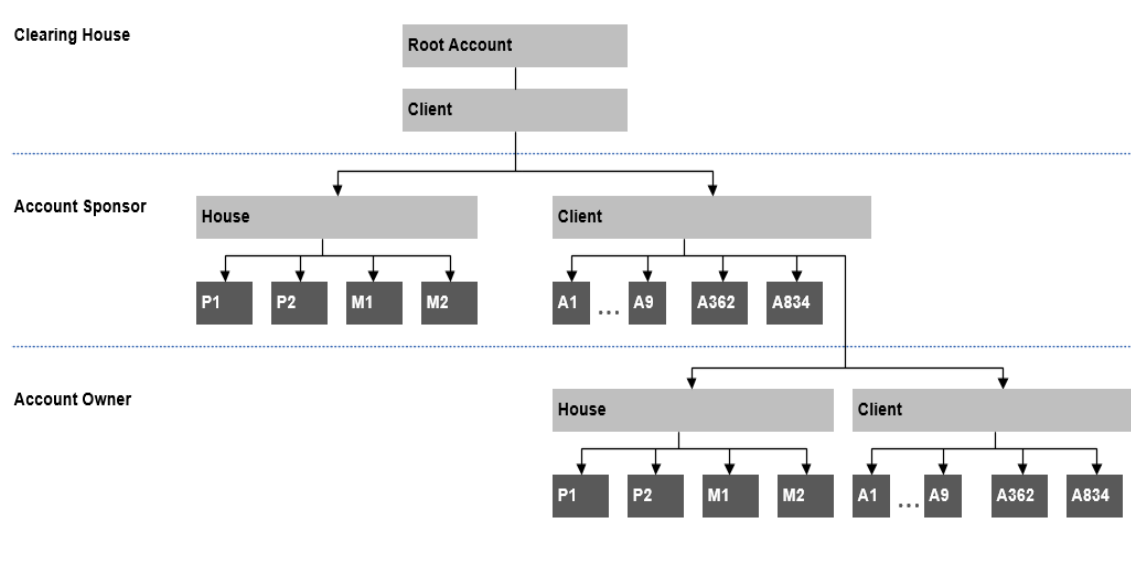 Clearing House
Root Account
Client
Account Sponsor
House
Client
P1 P2 M1 M2 A1 ... A9 A362 A834
Account Owner
House
Client
P1 P2 M1 M2 A1 ... A9 A362 A834